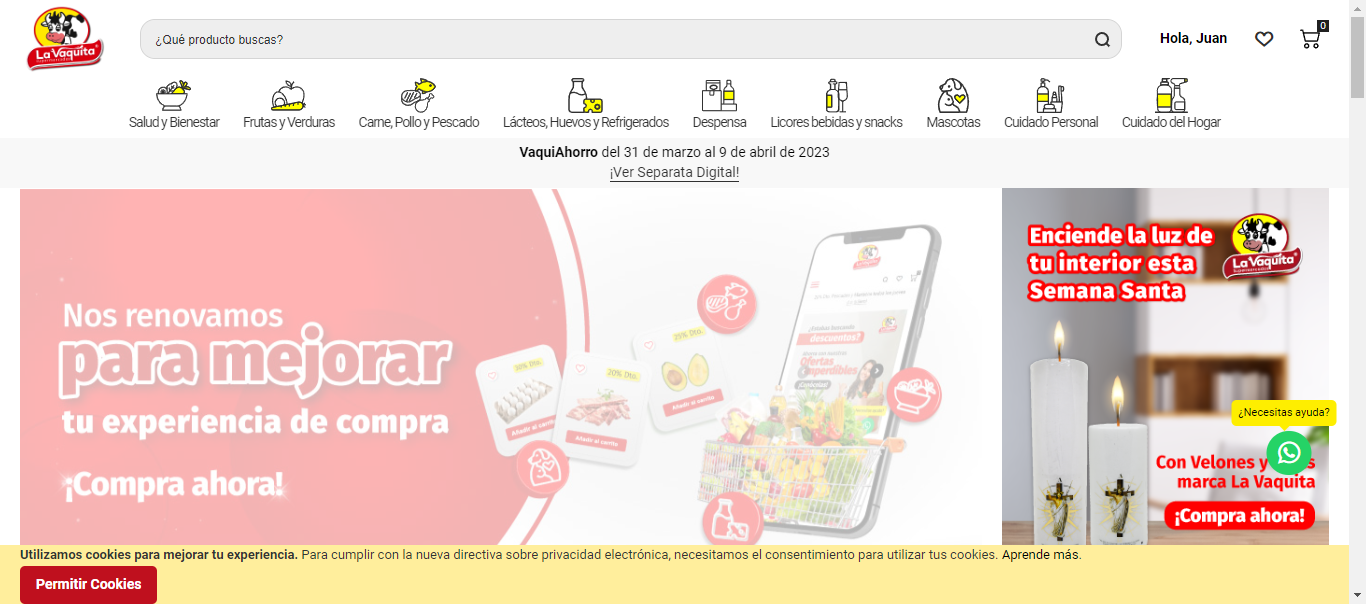 La Vaquita
Supermercados
¿Qué producto buscas?
Hola, Juan
0
Salud y Bienestar
Frutas y Verduras
Carne, Pollo y Pescado
Lácteos, Huevos y Refrigerados
Despensa
Licores bebidas y snacks
Mascotas
Cuidado Personal
Cuidado del Hogar
VaquiAhorro del 31 de marzo al 9 de abril de 2023
¡Ver Separata Digital!
Nos renovamos
para mejorar
tu experiencia de compra
¡Compra ahora!
30% Dto.
Añadir al carrito
20% Dto.
Añadir al carrito
25% Dto.
Añadir al carrito
descuentos?
Ofertas
imperdibles
Enciende la luz de
tu interior esta
Semana Santa
La Vaquita
Supermercados
¿Necesitas ayuda?
Con Velones y
marca La Vaquita
¡Compra ahora!
Utilizamos cookies para mejorar tu experiencia. Para cumplir con la nueva directiva sobre privacidad electrónica, necesitamos el consentimiento para utilizar tus cookies. Aprende más.
Permitir Cookies